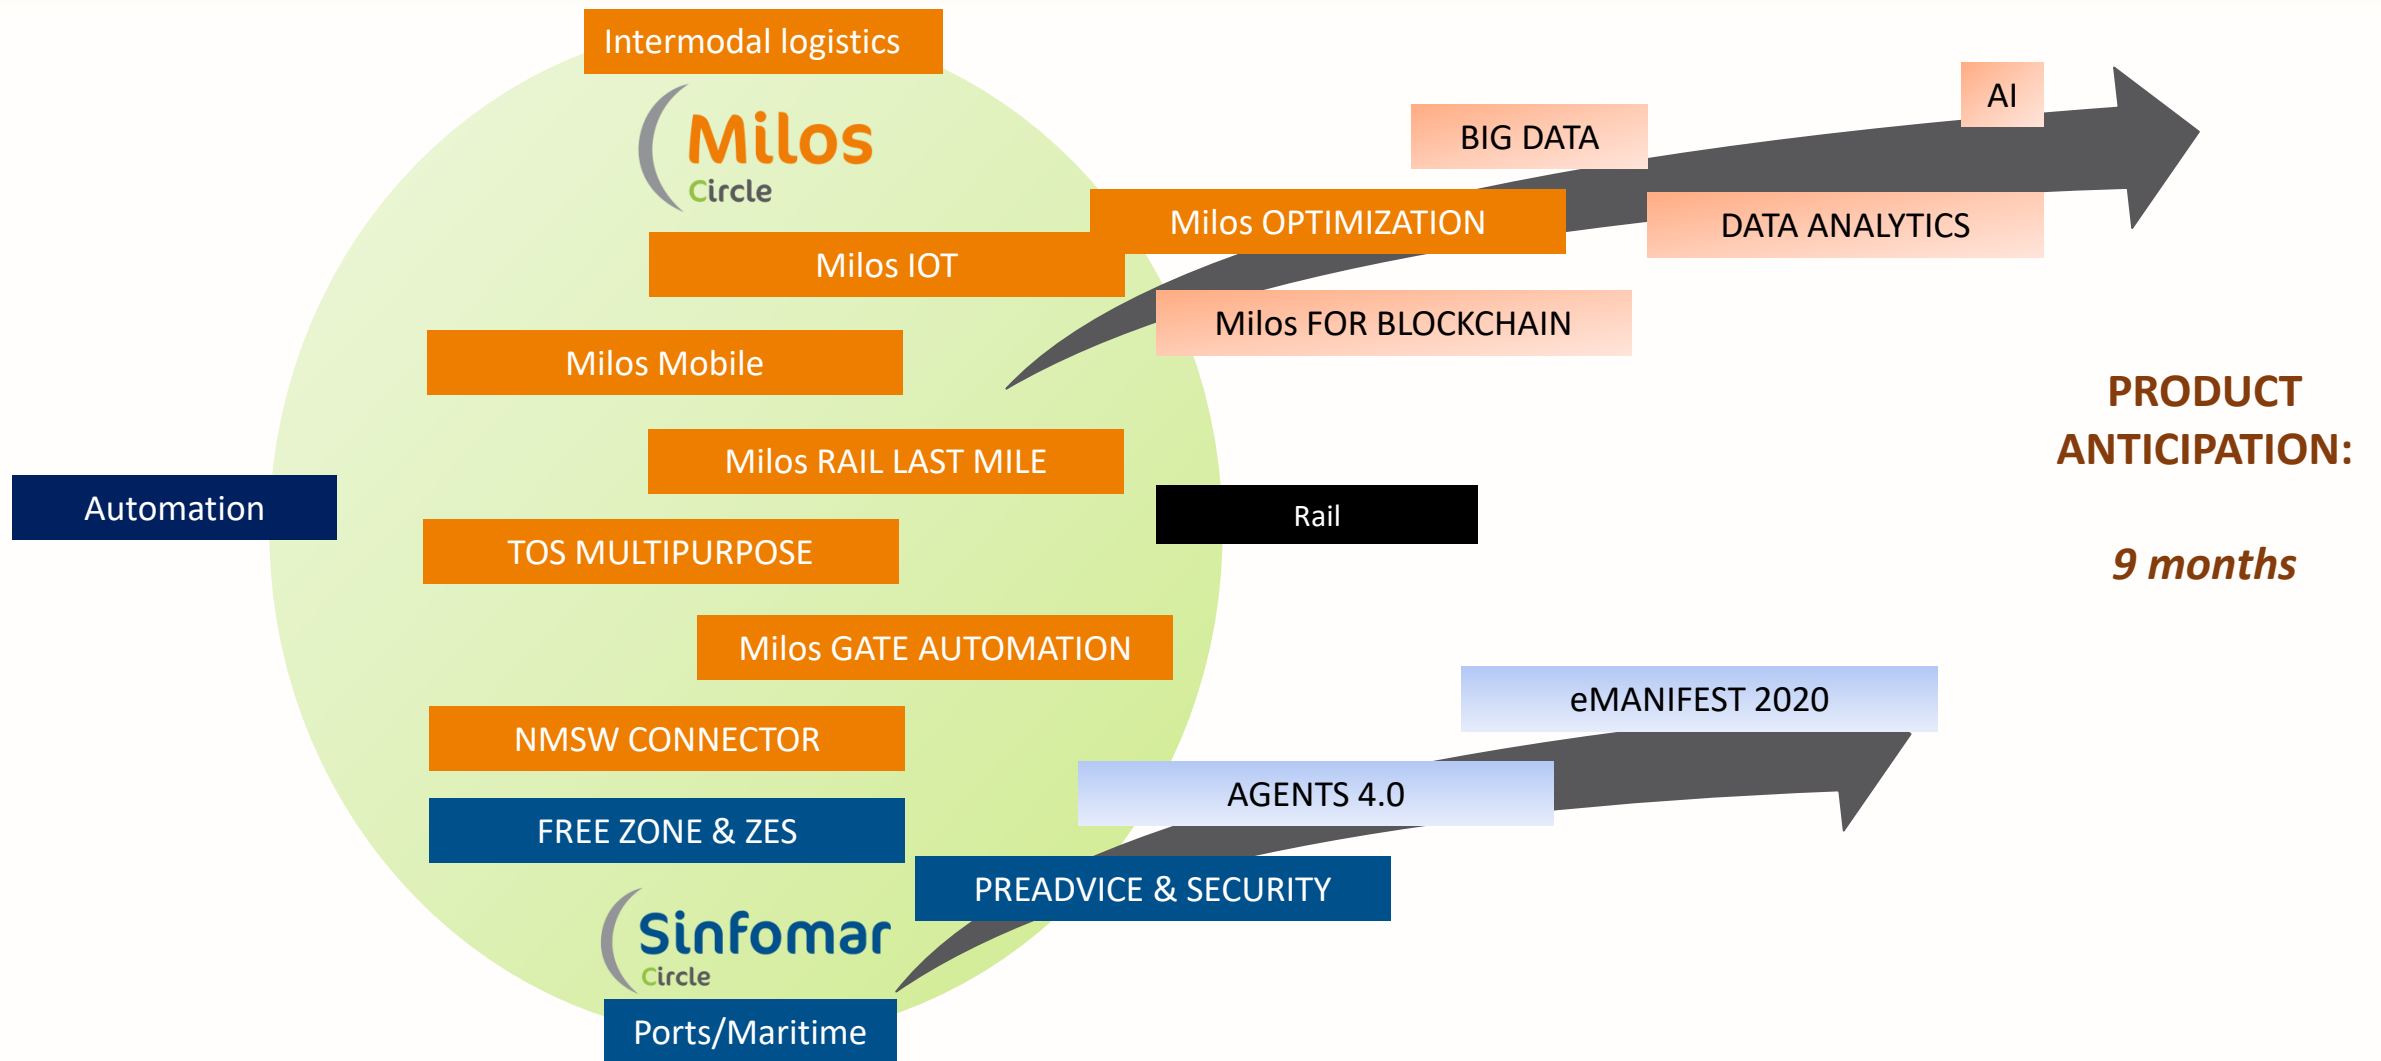 Intermodal logistics
Milos
Circle
AI
BIG DATA
Milos OPTIMIZATION
DATA ANALYTICS
Milos IOT
Milos FOR BLOCKCHAIN
Milos Mobile
PRODUCT
ANTICIPATION:
9 months
Milos RAIL LAST MILE
Automation
Rail
TOS MULTIPURPOSE
Milos GATE AUTOMATION
eMANIFEST 2020
NMSW CONNECTOR
AGENTS 4.0
FREE ZONE & ZES
PREADVICE & SECURITY
Sinfomar
Circle
Ports/Maritime